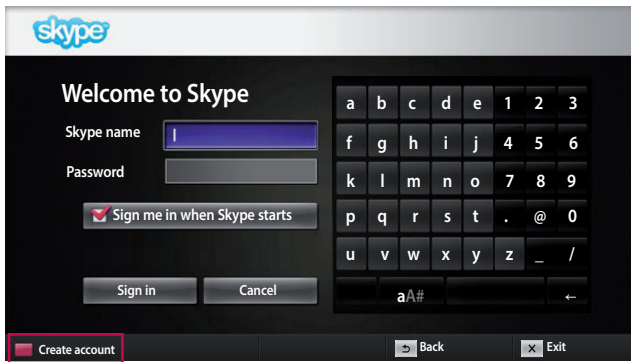 skype
Welcome to Skype
Skype name
Password
Sign me in when Skype starts
Sign in Cancel
a b c d e 1 2 3
f g h i j 4 5 6
k l m n o 7 8 9
p q r s t . @ 0
u v w x y z _ /
aA# ←
Create account Back X Exit